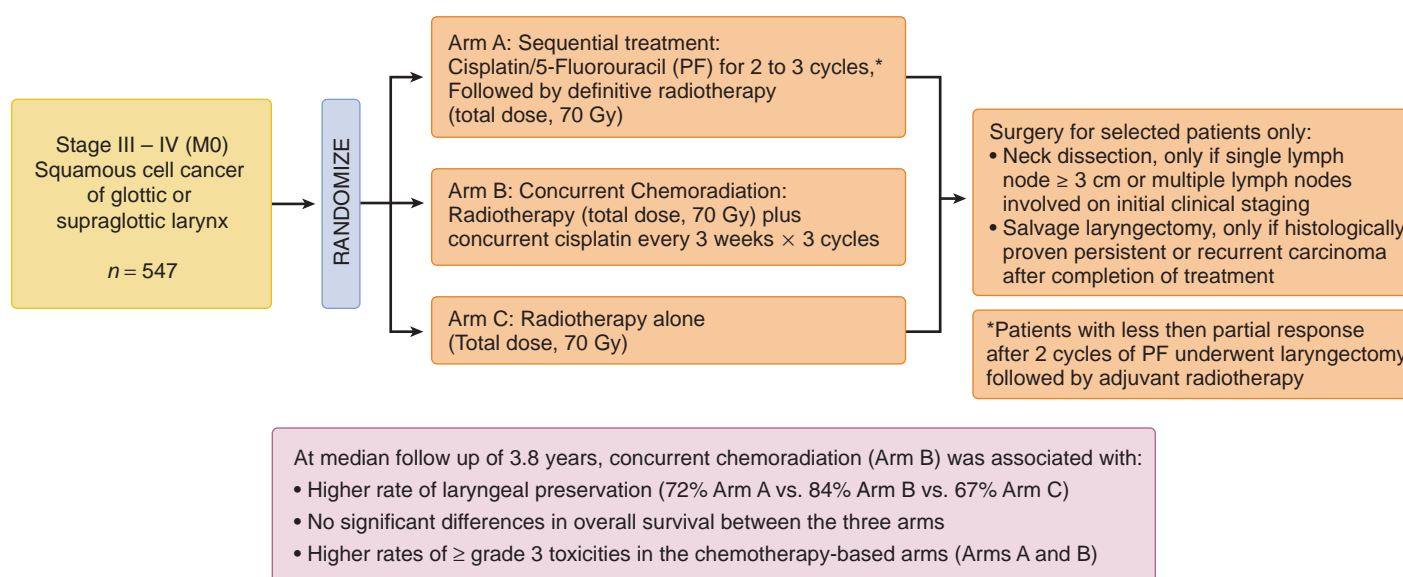 Stage III – IV (M0)
Squamous cell cancer
of glottic or
supraglottic larynx
n = 547
RANDOMIZE
Arm A: Sequential treatment:
Cisplatin/5-Fluorouracil (PF) for 2 to 3 cycles,*
Followed by definitive radiotherapy
(total dose, 70 Gy)
Arm B: Concurrent Chemoradiation:
Radiotherapy (total dose, 70 Gy) plus
concurrent cisplatin every 3 weeks × 3 cycles
Arm C: Radiotherapy alone
(Total dose, 70 Gy)
Surgery for selected patients only:
• Neck dissection, only if single lymph
node ≥ 3 cm or multiple lymph nodes
involved on initial clinical staging
• Salvage laryngectomy, only if histologically
proven persistent or recurrent carcinoma
after completion of treatment
*Patients with less then partial response
after 2 cycles of PF underwent laryngectomy
followed by adjuvant radiotherapy
At median follow up of 3.8 years, concurrent chemoradiation (Arm B) was associated with:
• Higher rate of laryngeal preservation (72% Arm A vs. 84% Arm B vs. 67% Arm C)
• No significant differences in overall survival between the three arms
• Higher rates of ≥ grade 3 toxicities in the chemotherapy-based arms (Arms A and B)